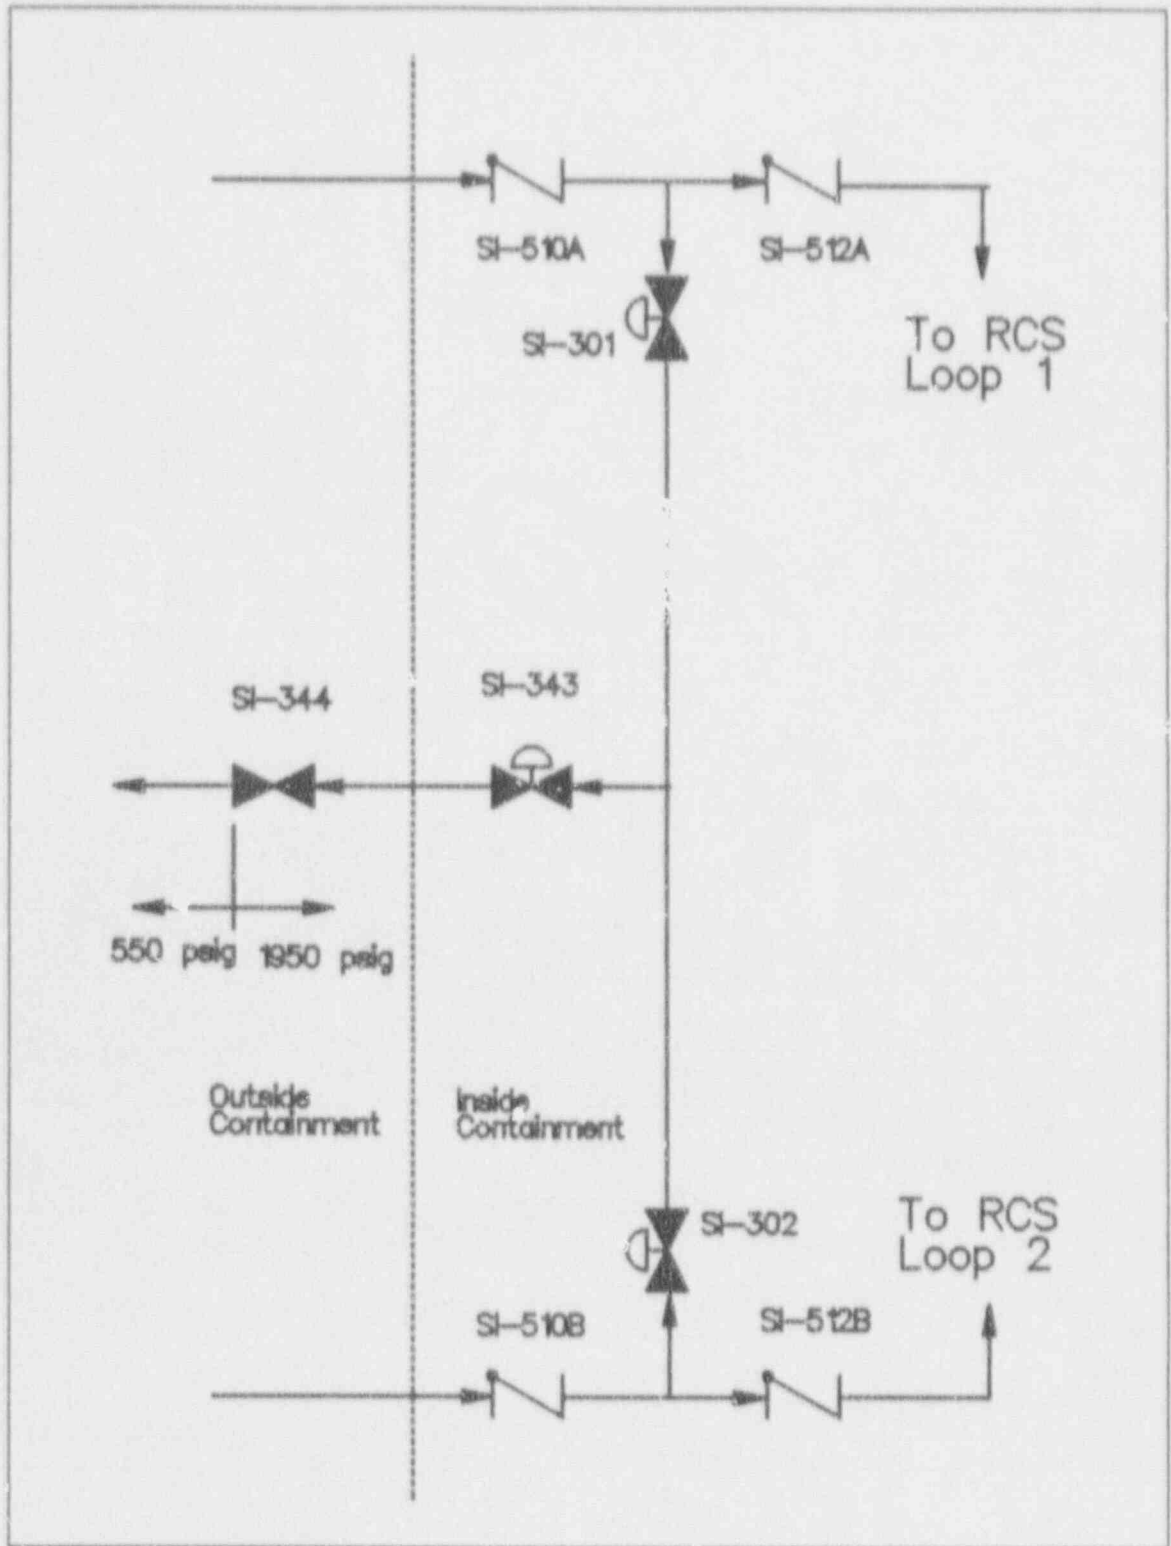 SI-510A
SI-512A
SI-301
To RCS
Loop 1
SI-344
SI-343
550 psig
1950 psig
Outside
Containment
Inside
Containment
SI-302
To RCS
Loop 2
SI-510B
SI-512B